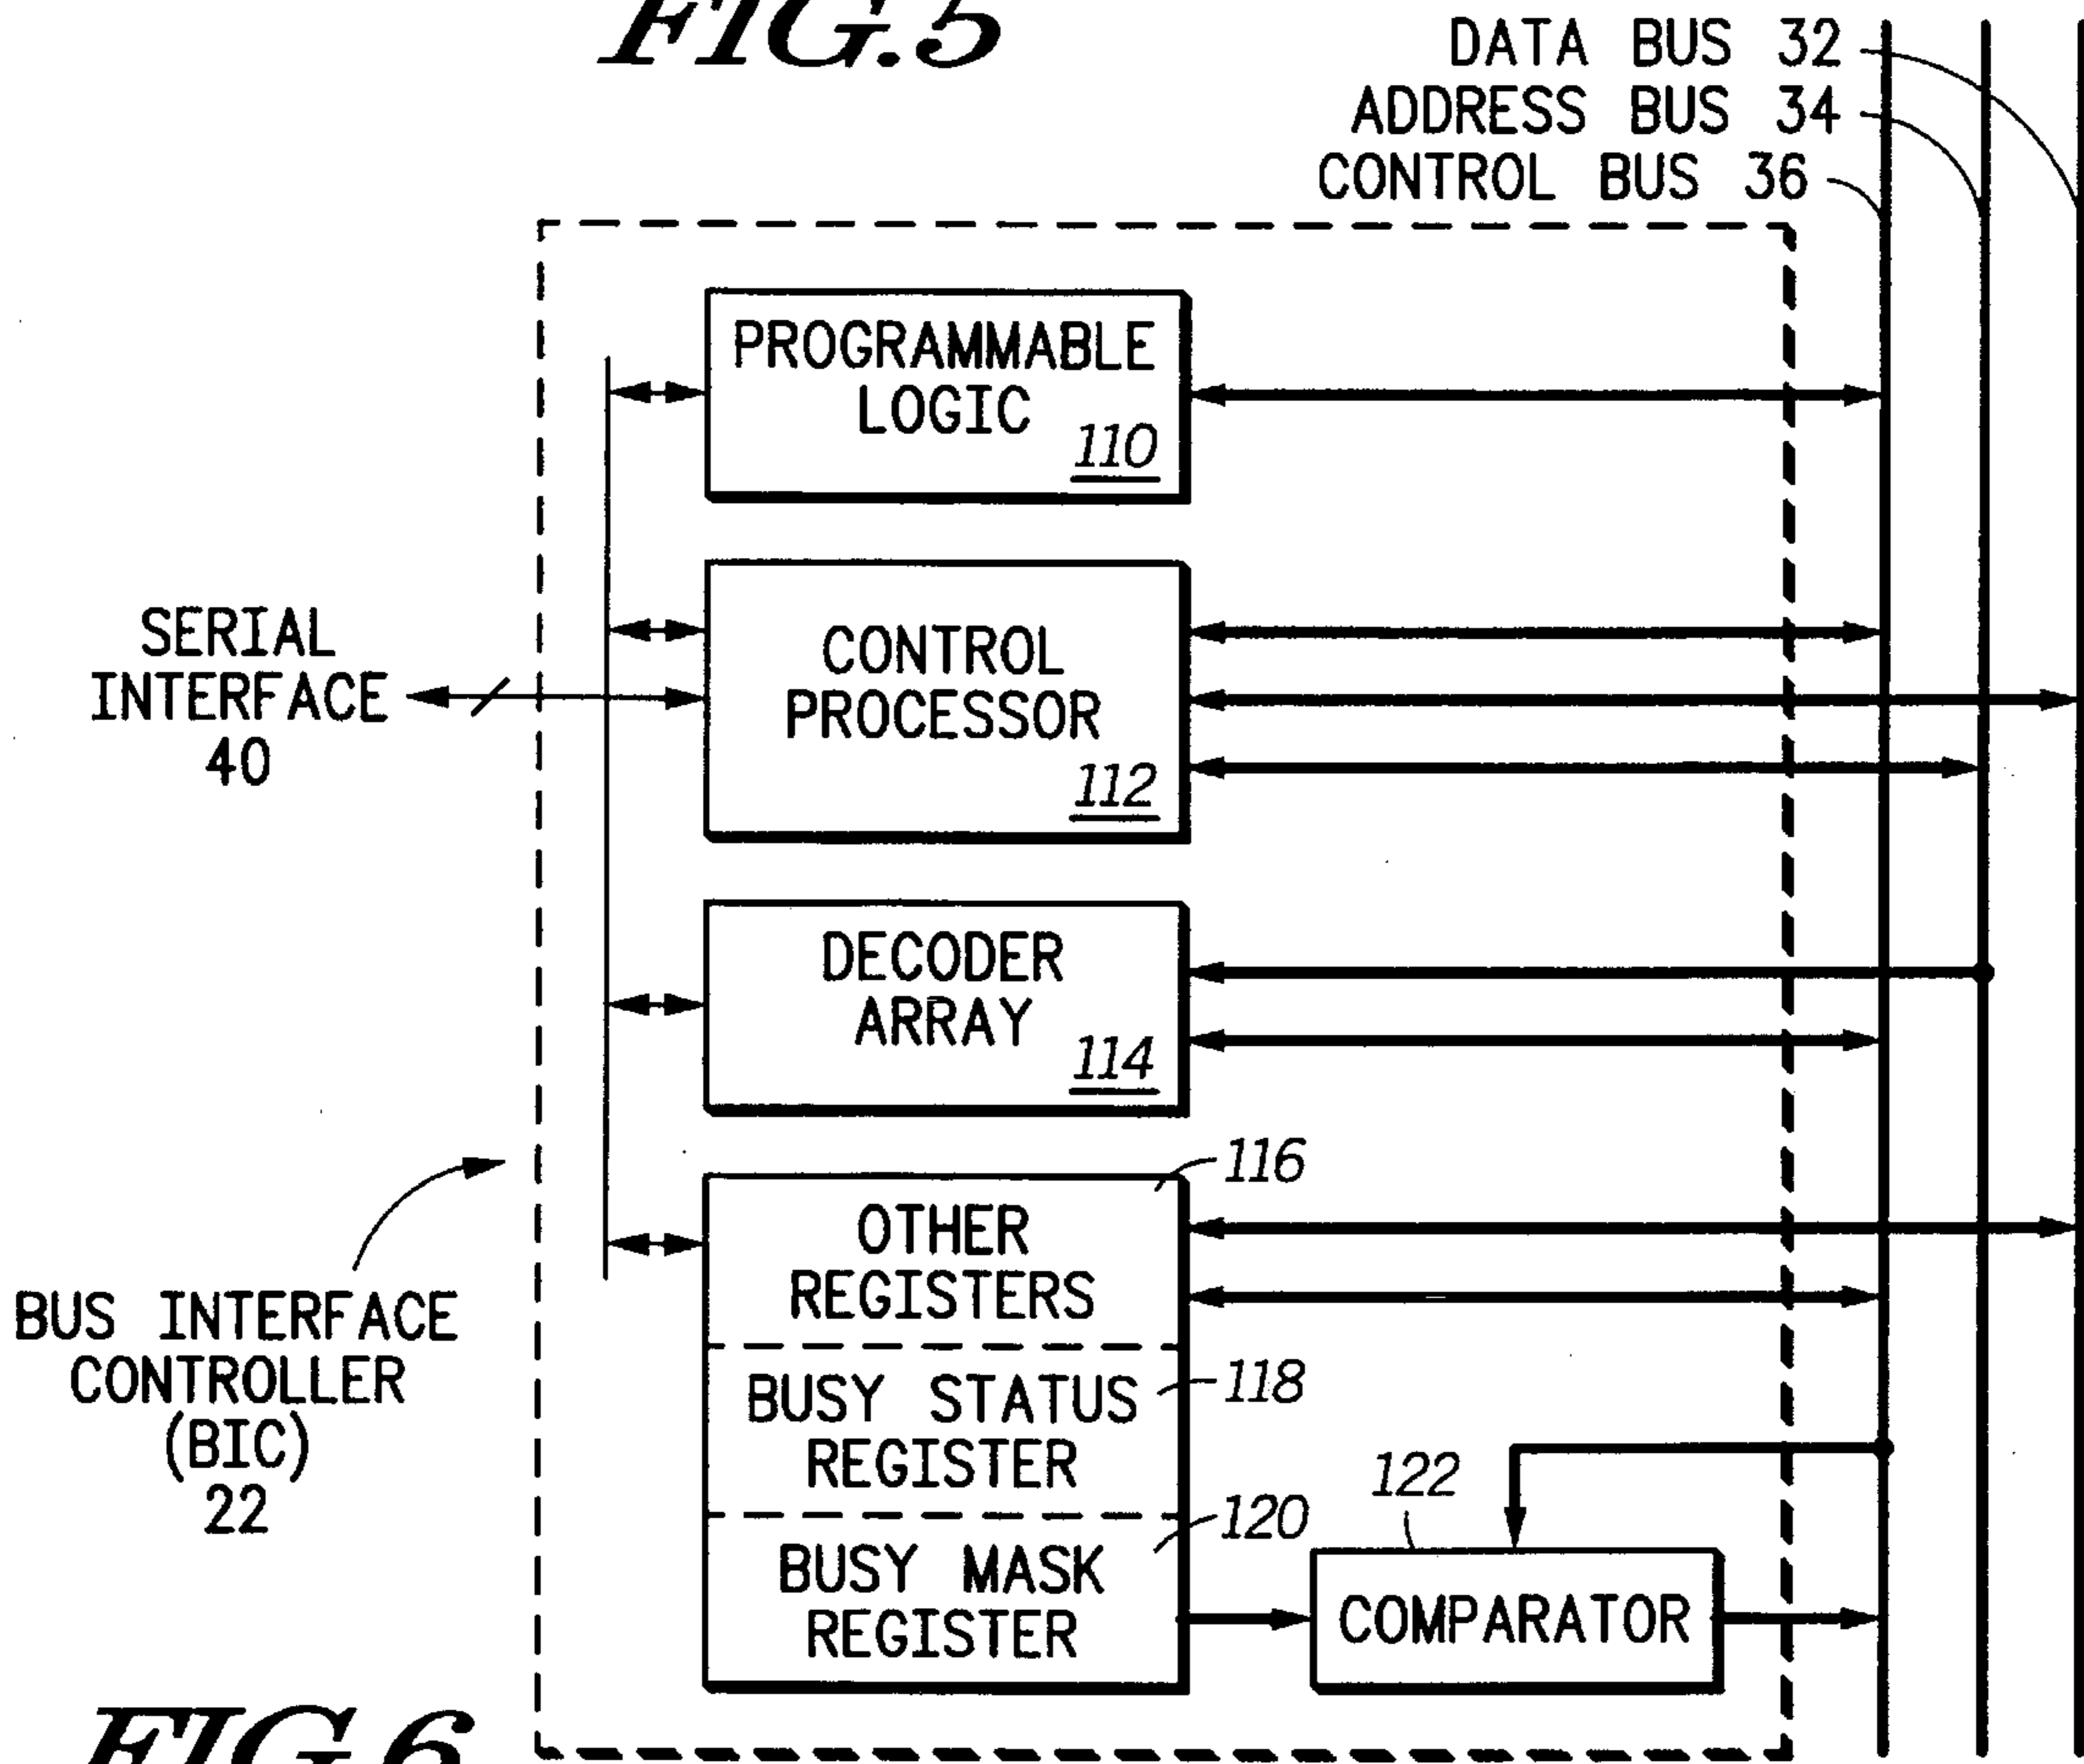 FIG.5
DATA BUS 32
ADDRESS BUS 34
CONTROL BUS 36
PROGRAMMABLE
LOGIC
110
SERIAL
INTERFACE
40
CONTROL
PROCESSOR
112
DECODER
ARRAY
114
116
OTHER
REGISTERS
BUS INTERFACE
CONTROLLER
(BIC)
22
118
BUSY STATUS
REGISTER
120
BUSY MASK
REGISTER
122
COMPARATOR
FIG.6